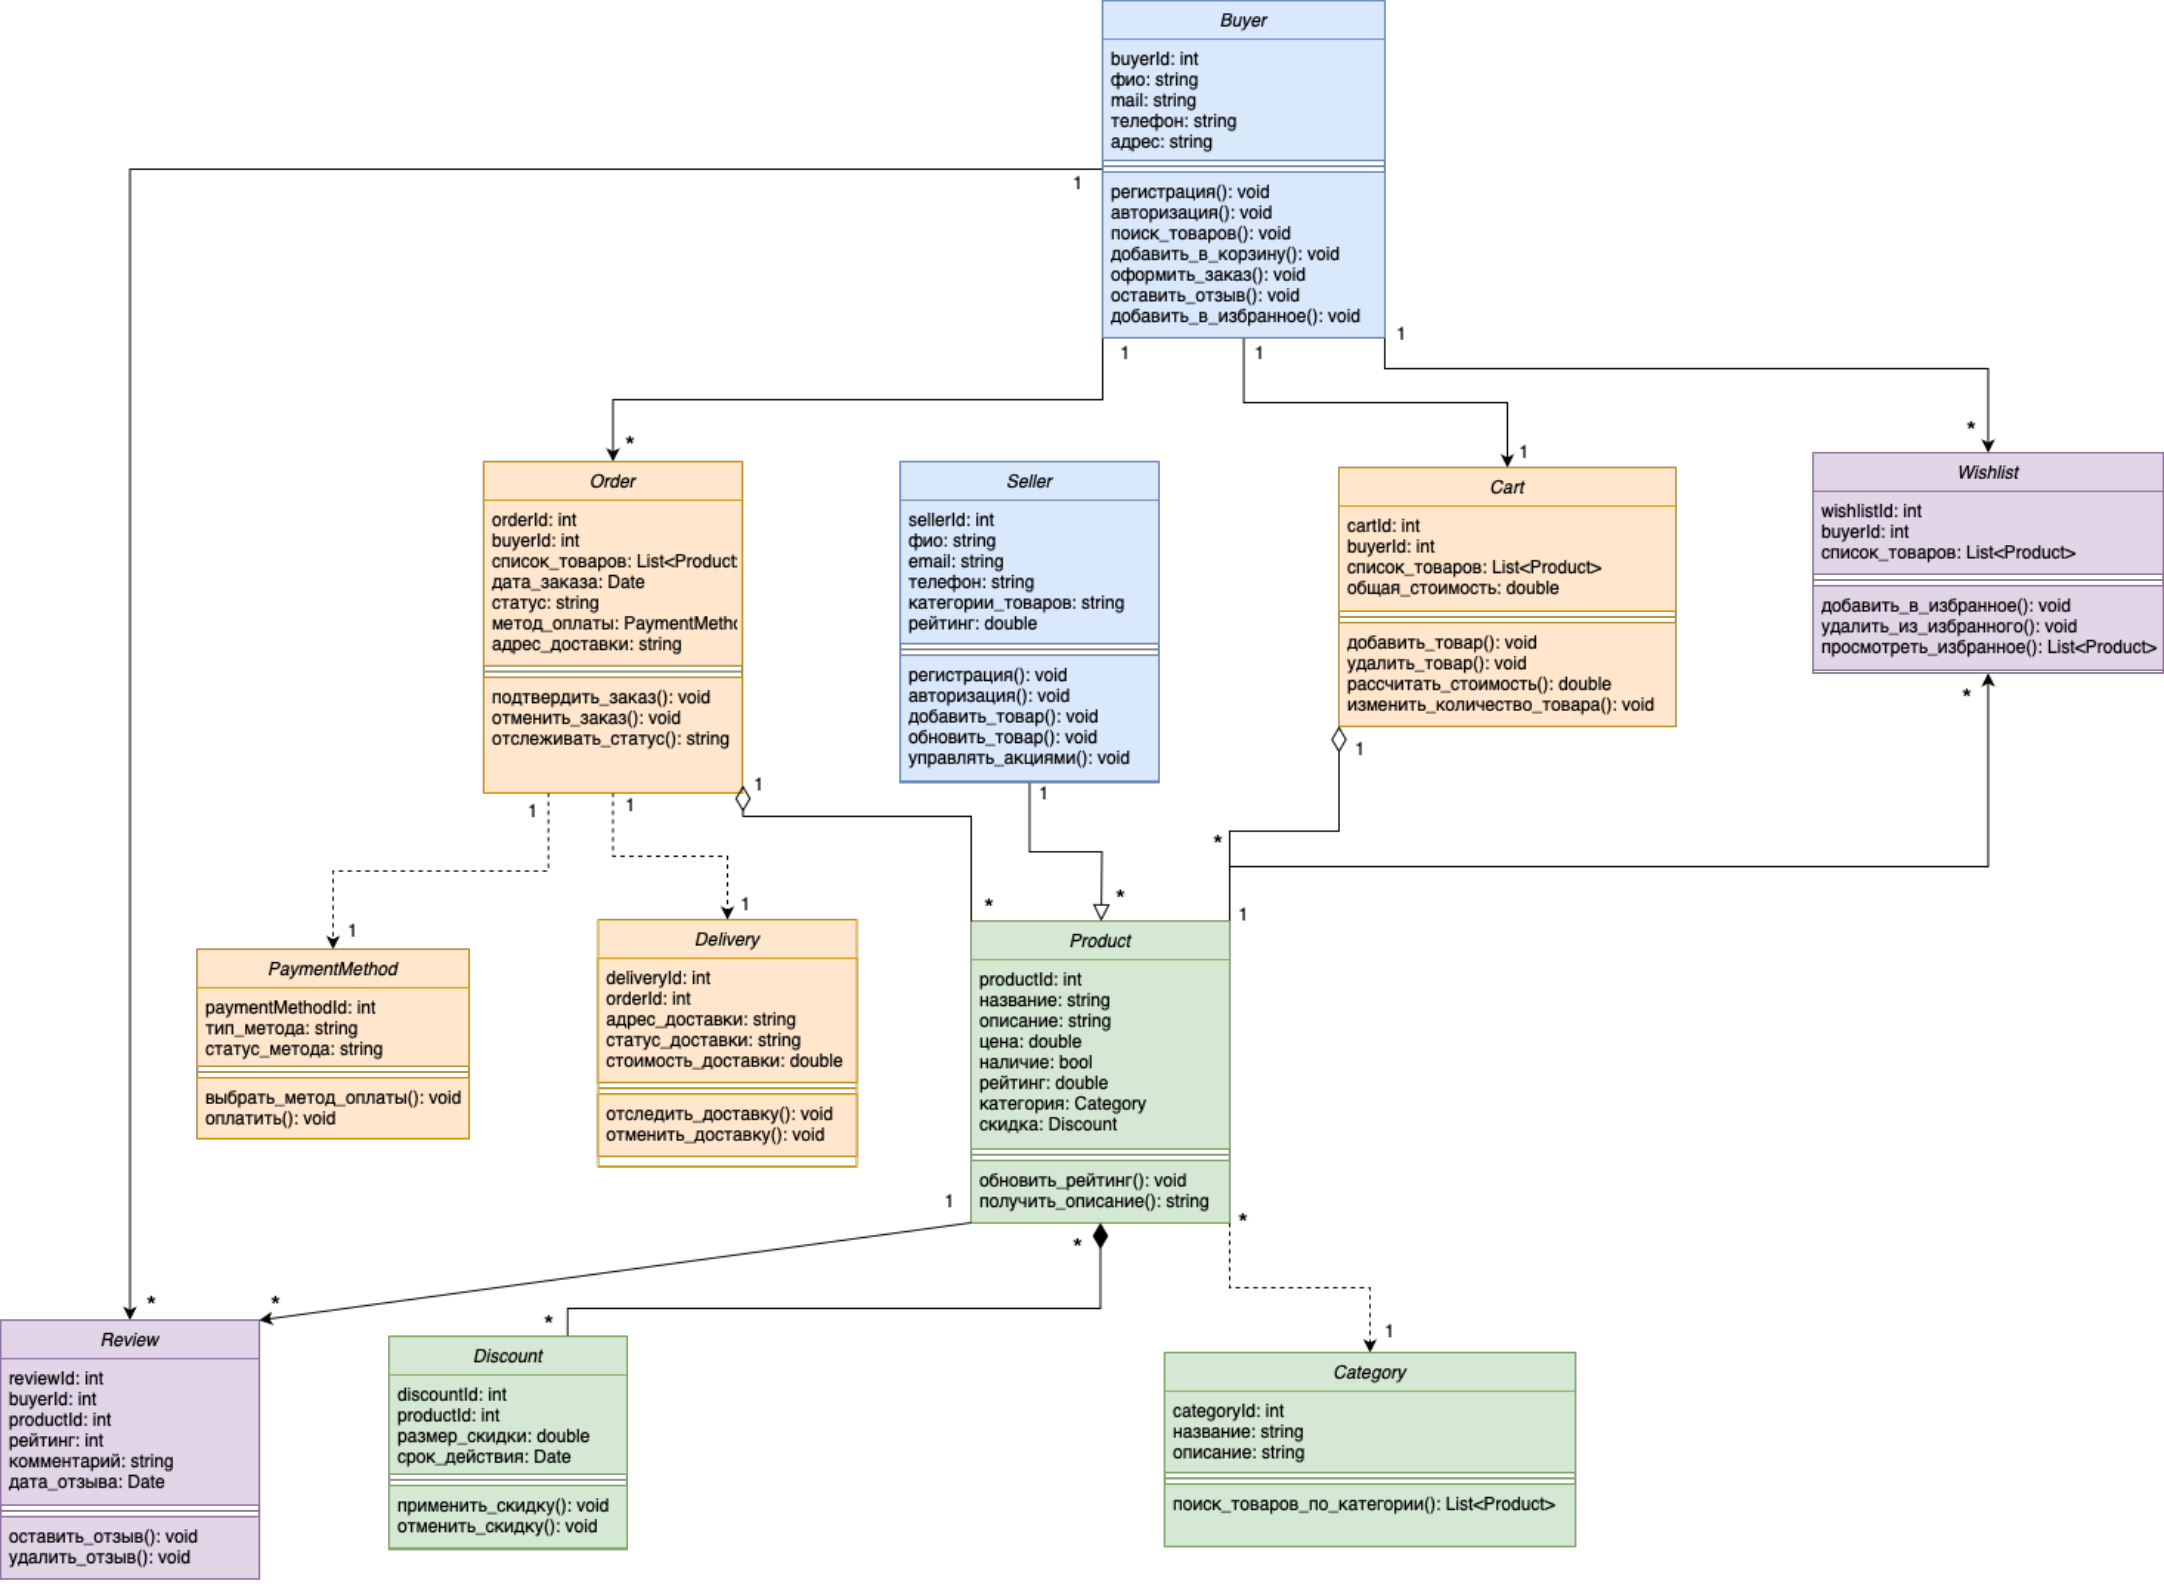 Buyer
buyerId: int
фио: string
mail: string
телефон: string
адрес: string
регистрация(): void
авторизация(): void
поиск_товаров(): void
добавить_в_корзину(): void
оформить_заказ(): void
оставить_отзыв(): void
добавить_в_избранное(): void
1
1
1
1
*
1
*
Order
orderId: int
buyerId: int
список_товаров: List<Product
дата_заказа: Date
статус: string
метод_оплаты: PaymentMetho
адрес_доставки: string
подтвердить_заказ(): void
отменить_заказ(): void
отслеживать_статус(): string
1
1
1
Seller
sellerId: int
фио: string
email: string
телефон: string
категории_товаров: string
рейтинг: double
регистрация(): void
авторизация(): void
добавить_товар(): void
обновить_товар(): void
управлять_акциями(): void
1
Cart
cartId: int
buyerId: int
список_товаров: List<Product>
общая_стоимость: double
добавить_товар(): void
удалить_товар(): void
рассчитать_стоимость(): double
изменить_количество_товара(): void
1
Wishlist
wishlistId: int
buyerId: int
список_товаров: List<Product>
добавить_в_избранное(): void
удалить_из_избранного(): void
просмотреть_избранное(): List<Product>
*
1
PaymentMethod
paymentMethodId: int
тип_метода: string
статус_метода: string
выбрать_метод_оплаты(): void
оплатить(): void
1
Delivery
deliveryId: int
orderId: int
адрес_доставки: string
статус_доставки: string
стоимость_доставки: double
отследить_доставку(): void
отменить_доставку(): void
*
*
*
1
Product
productId: int
название: string
описание: string
цена: double
наличие: bool
рейтинг: double
категория: Category
скидка: Discount
обновить_рейтинг(): void
получить_описание(): string
1
*
*
*
*
Review
reviewId: int
buyerId: int
productId: int
рейтинг: int
комментарий: string
дата_отзыва: Date
оставить_отзыв(): void
удалить_отзыв(): void
*
Discount
discountId: int
productId: int
размер_скидки: double
срок_действия: Date
применить_скидку(): void
отменить_скидку(): void
1
Category
categoryId: int
название: string
описание: string
поиск_товаров_по_категории(): List<Product>